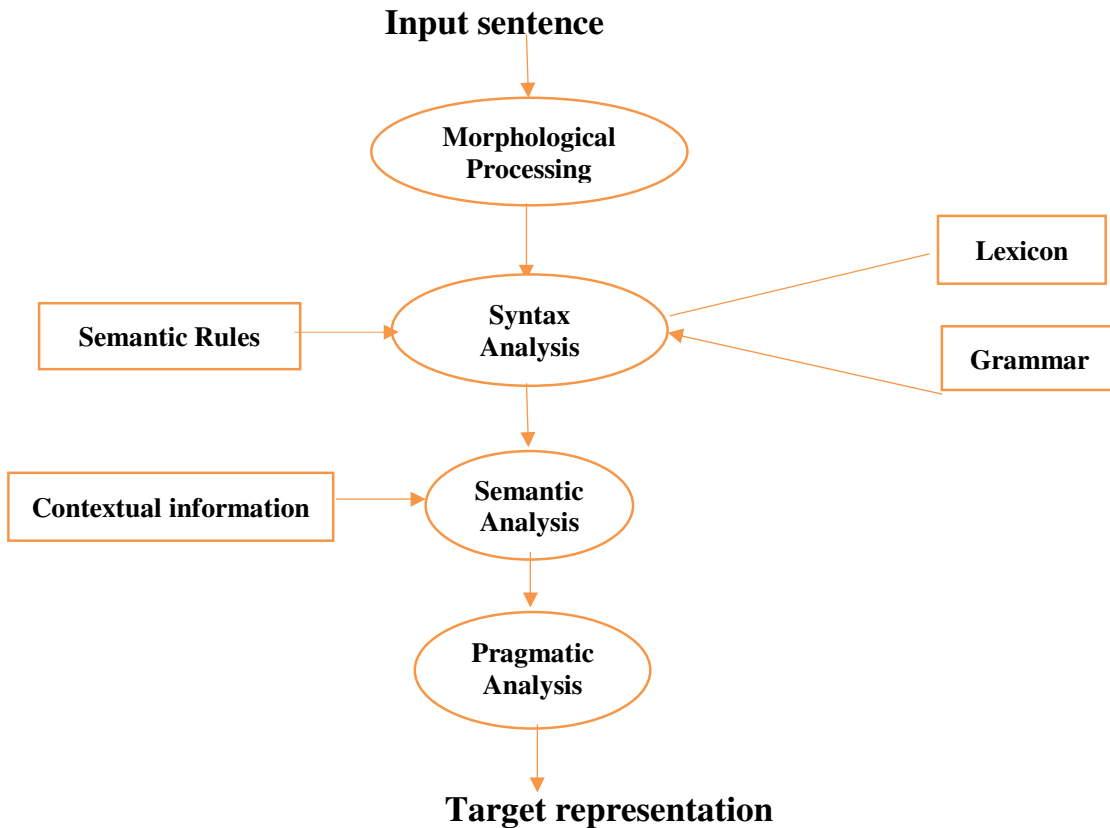 Input sentence
Morphological
Processing
Lexicon
Syntax
Analysis
Semantic Rules
Grammar
Semantic
Analysis
Contextual information
Pragmatic
Analysis
Target representation